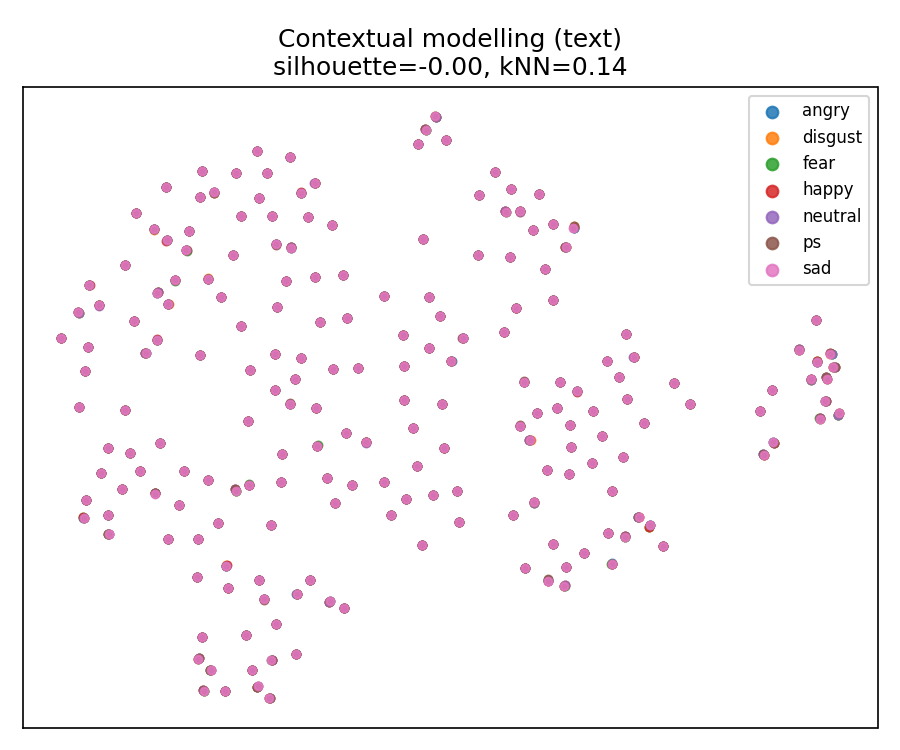 Contextual modelling (text)
silhouette=-0.00, kNN=0.14
angry
disgust
fear
happy
neutral
ps
sad